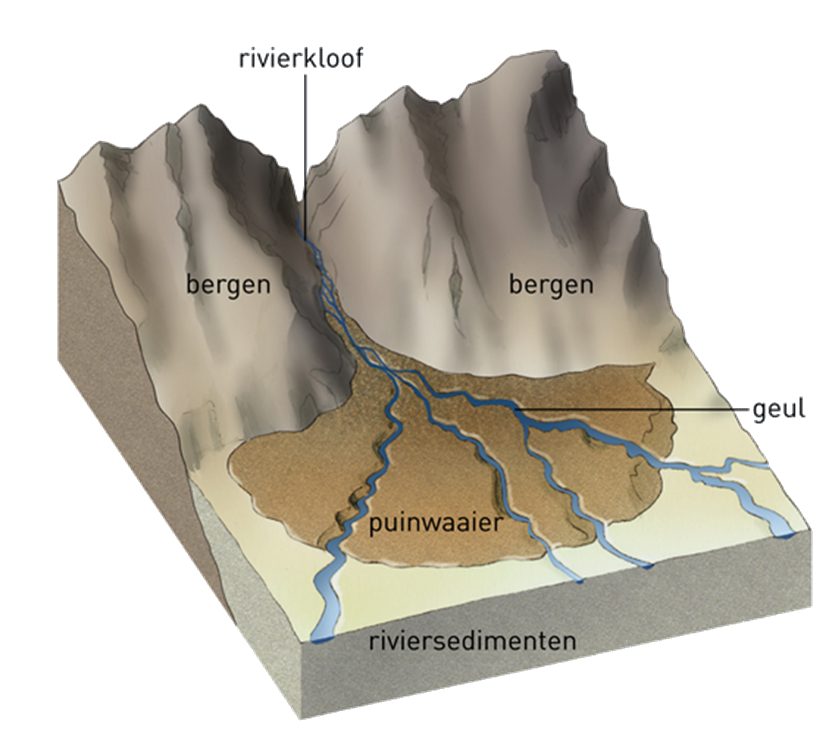 rivierkloof
bergen
bergen
geul
puinwaaier
riviersedimenten